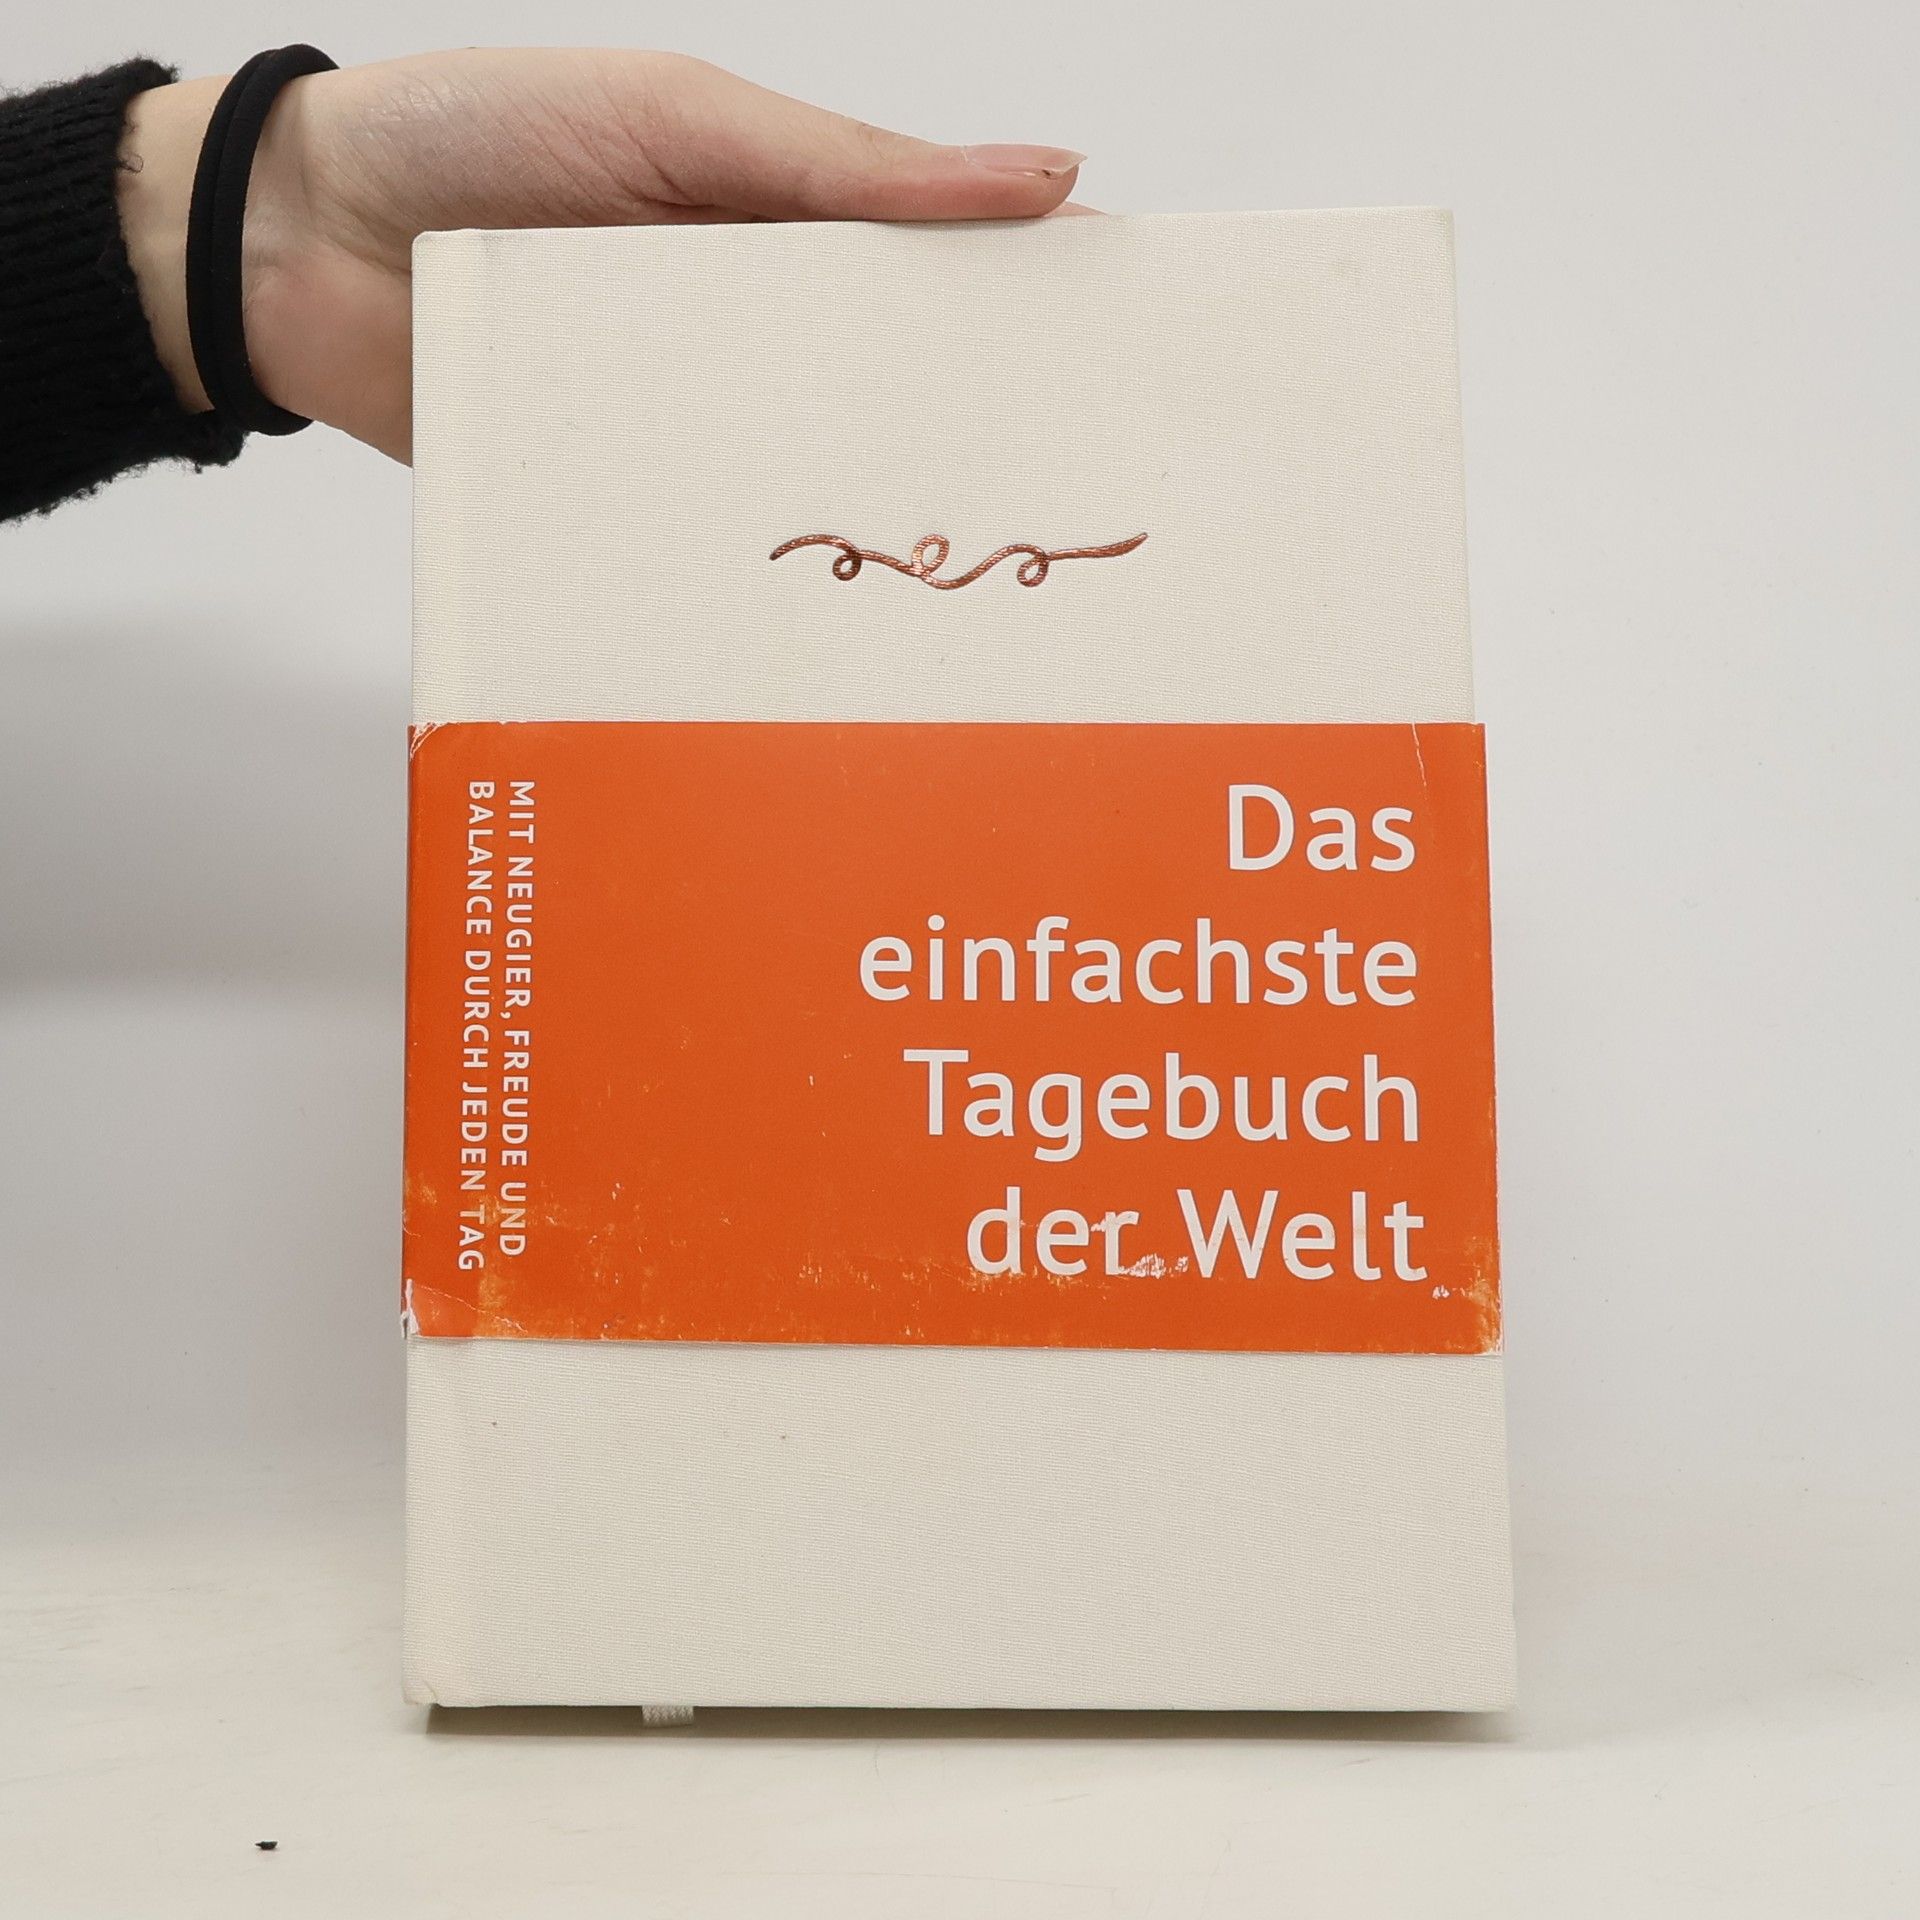 Das
einfachste
Tagebuch
der Welt
MIT NEUGIER, FREUDE UND
BALANCE DURCH JEDEN TAG